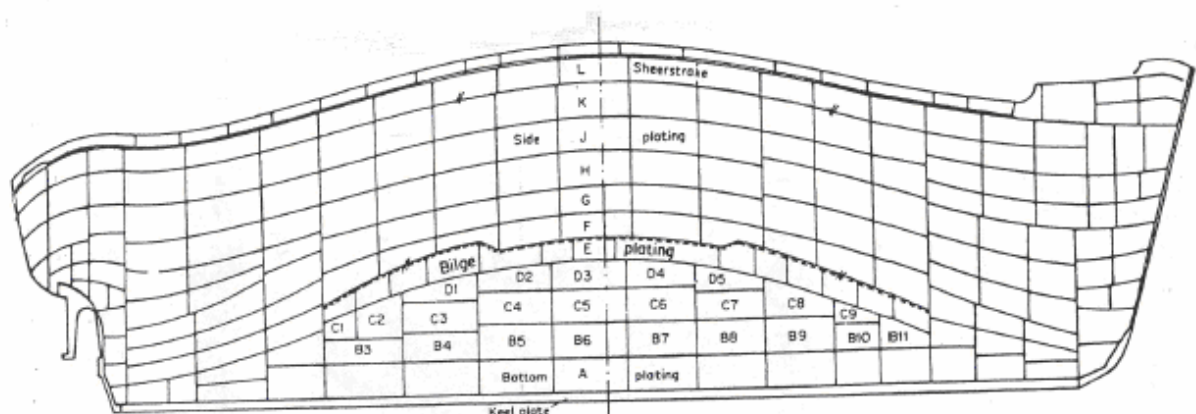 L Sheerstrake
K
Side J plating
H
G
F
E plating
Bilge
D1 D2 D3 D4 D5
C1 C2 C3 C4 C5 C6 C7 C8 C9
B3 B4 B5 B6 B7 B8 B9 B10 B11
Bottom A plating
Keel plate